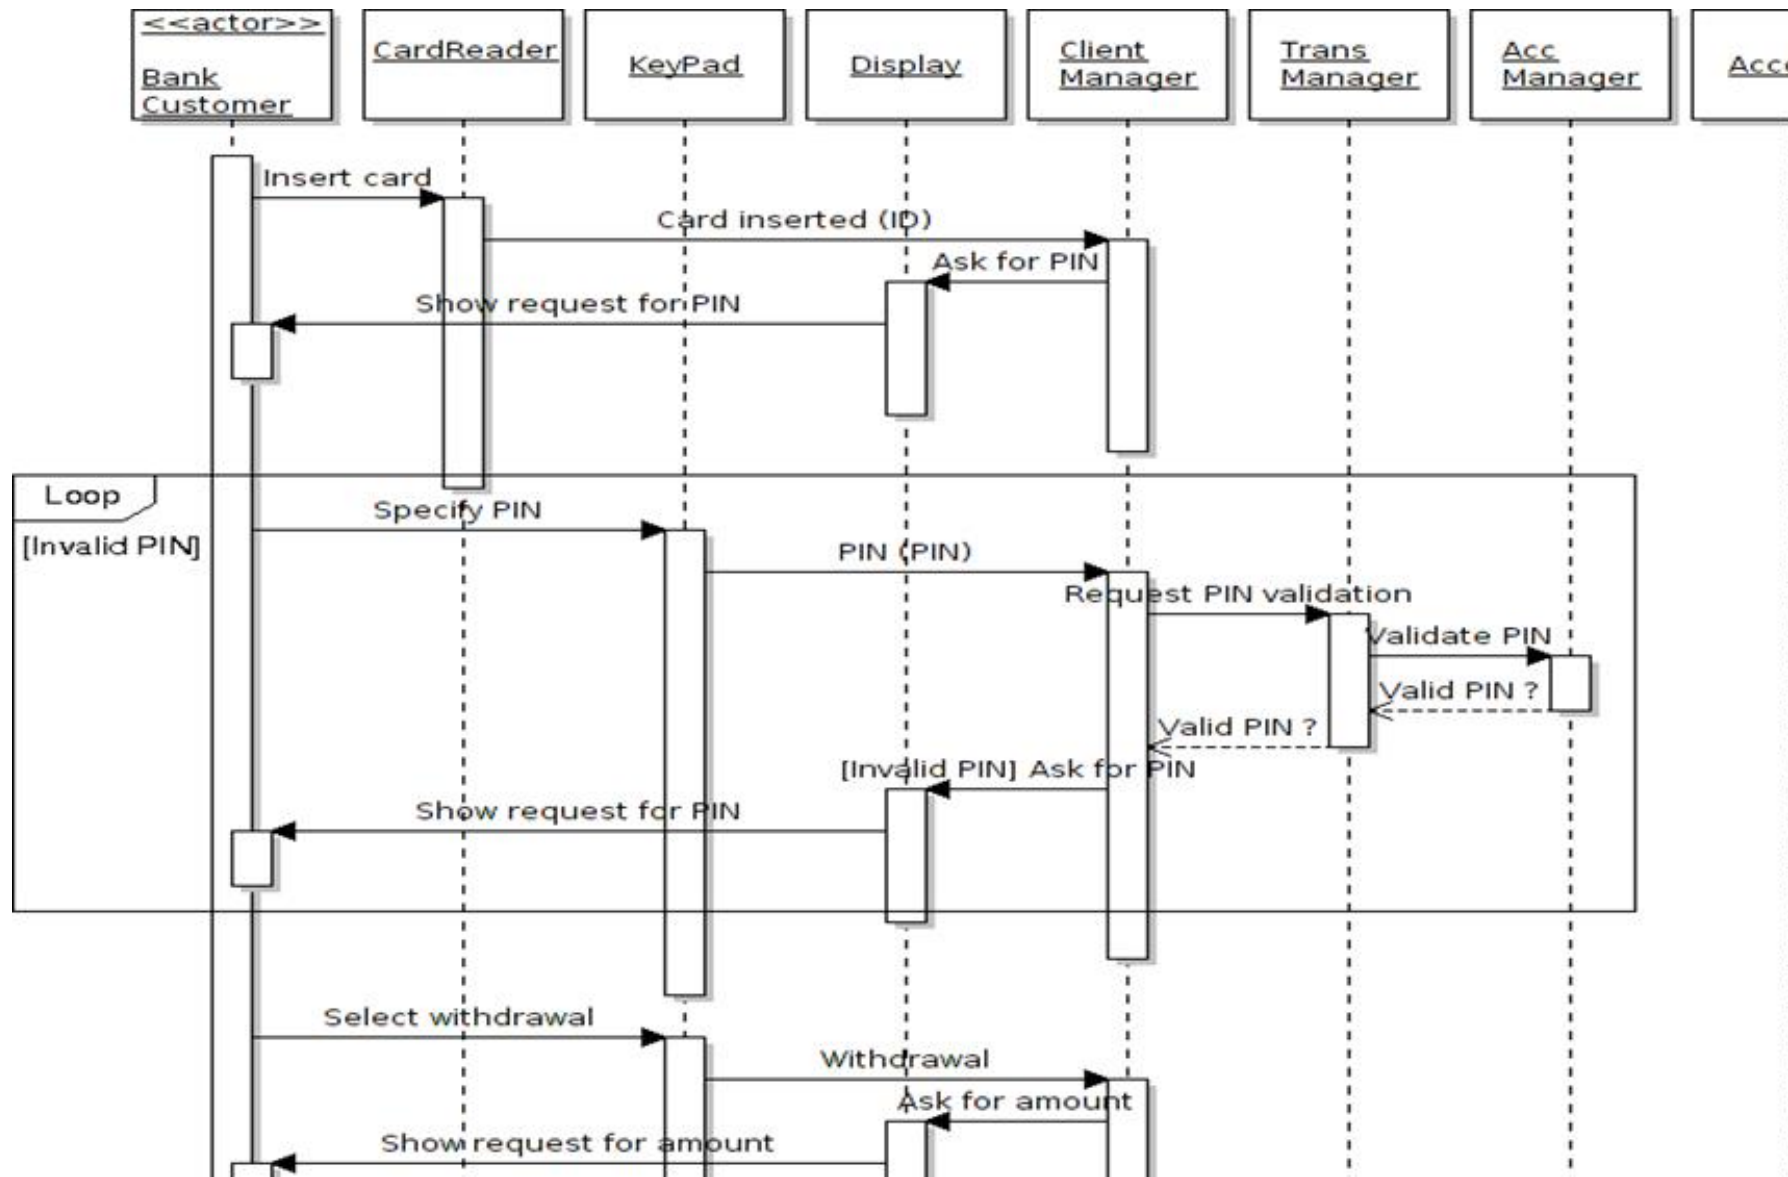 <<actor>>
Bank
Customer
CardReader
KeyPad
Display
Client
Manager
Trans
Manager
Acc
Manager
Insert card
Card inserted (ID)
Ask for PIN
Show request for PIN
Loop
[Invalid PIN]
Specify PIN
PIN (PIN)
Request PIN validation
Validate PIN
Valid PIN ?
Valid PIN ?
[Invalid PIN] Ask for PIN
Show request for PIN
Select withdrawal
Withdrawal
Ask for amount
Show request for amount